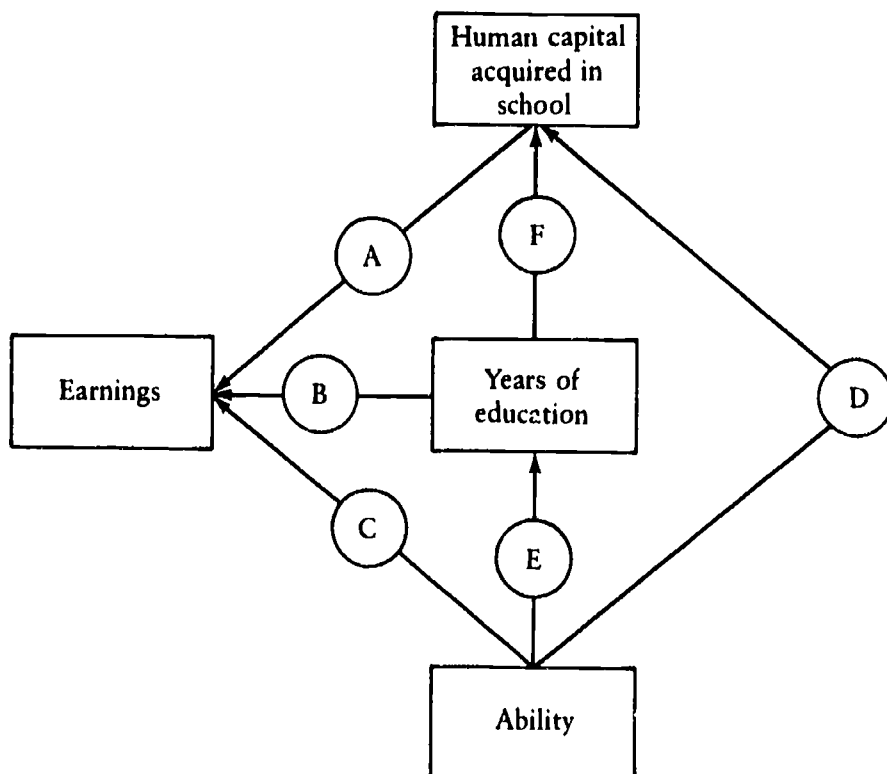 Human capital
acquired in
school
A
F
Earnings
B
Years of
education
D
C
E
Ability